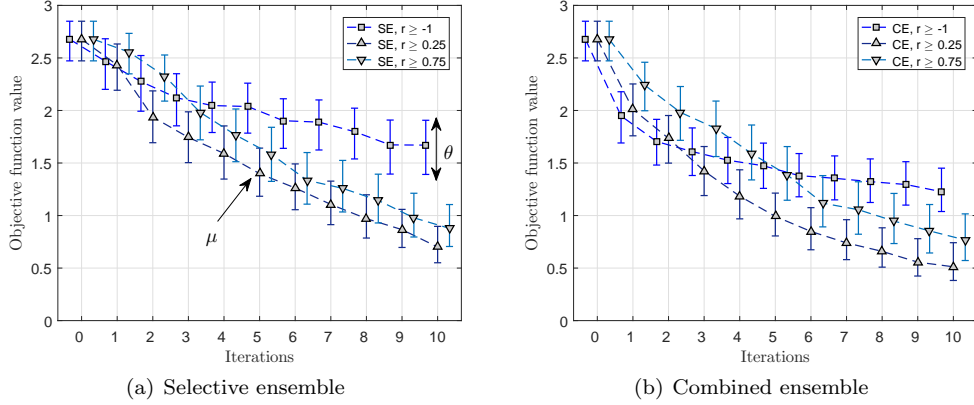 3
2.5
2
1.5
1
0.5
0
Objective function value
SE, r ≥ -1
SE, r ≥ 0.25
SE, r ≥ 0.75
θ
μ
0 1 2 3 4 5 6 7 8 9 10
Iterations
(a) Selective ensemble
3
2.5
2
1.5
1
0.5
0
Objective function value
CE, r ≥ -1
CE, r ≥ 0.25
CE, r ≥ 0.75
0 1 2 3 4 5 6 7 8 9 10
Iterations
(b) Combined ensemble